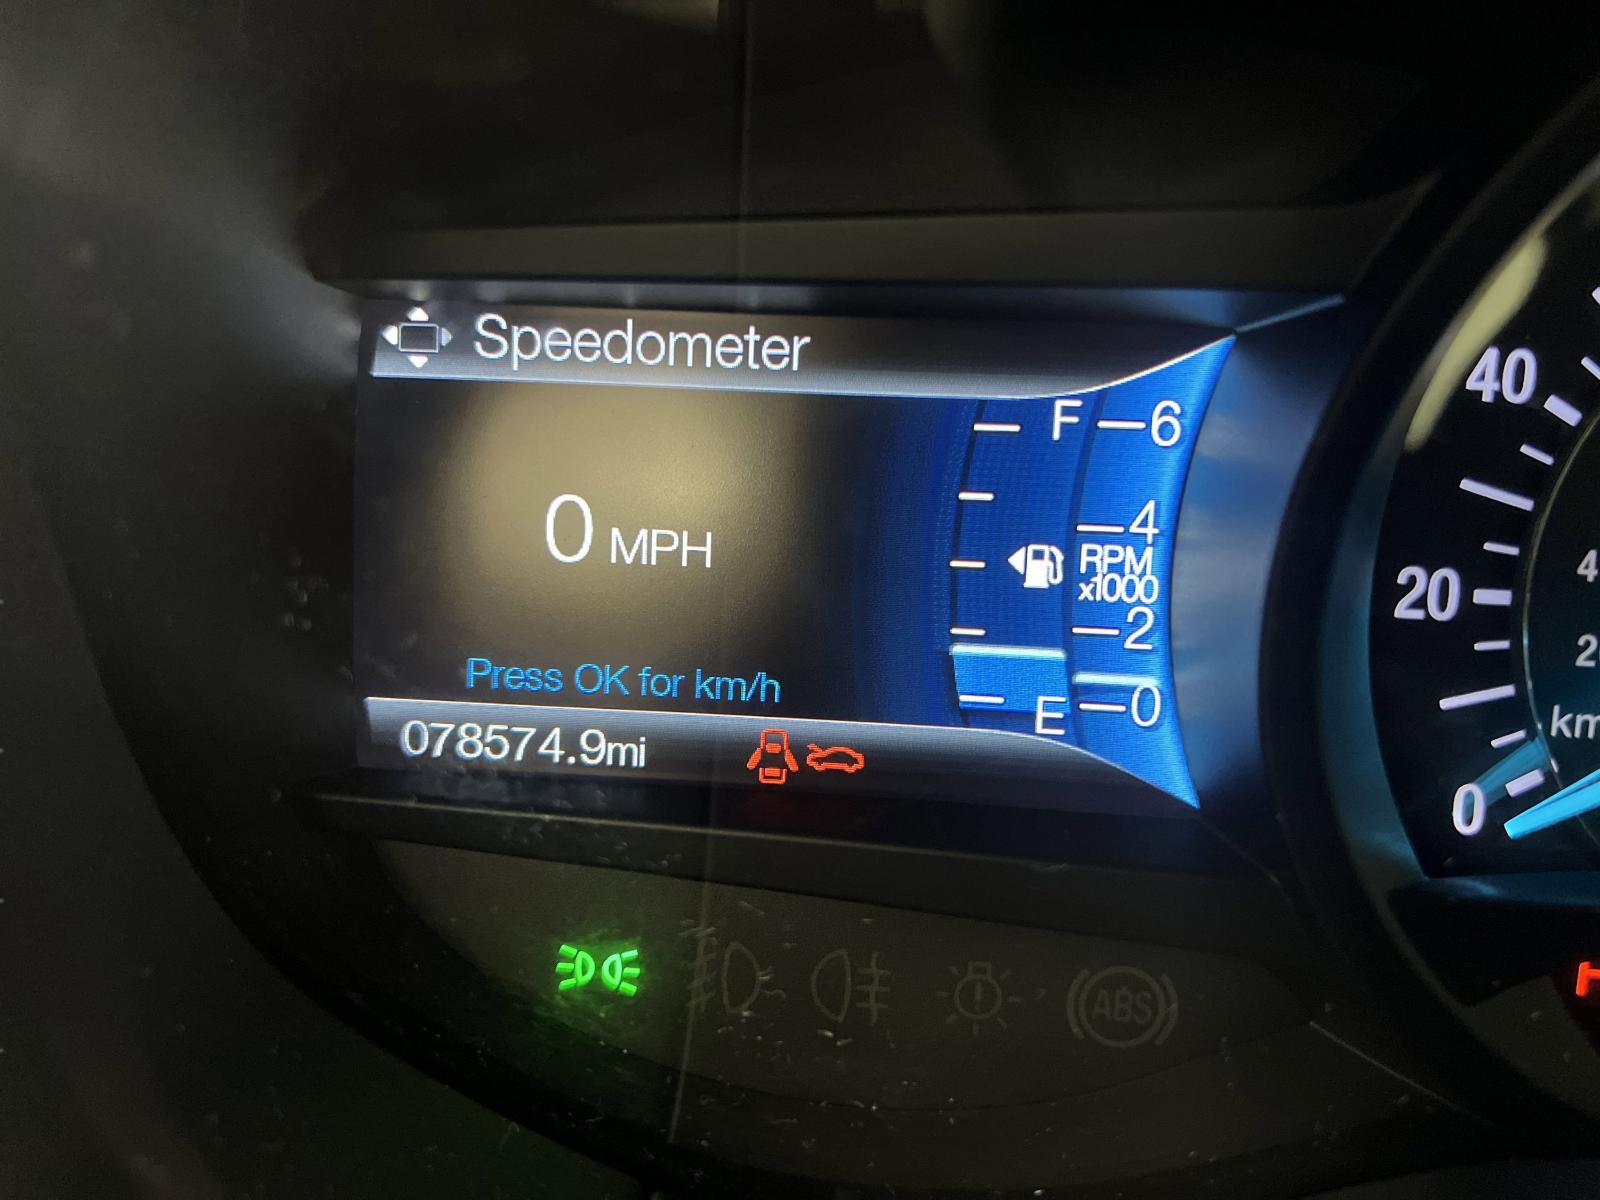 Speedometer
F
6
40
0 MPH
4
RPM
x1000
20
2
Press OK for km/h
E
0
078574.9mi
0
km
ABS